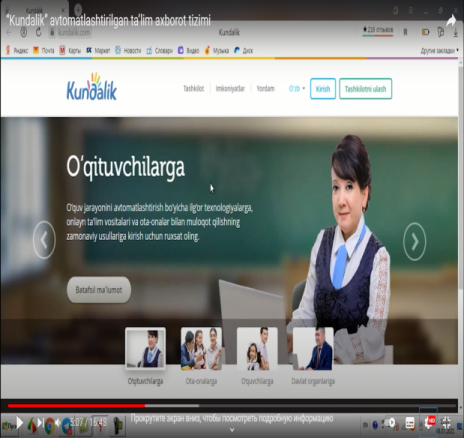 "Kundalik" avtomatlashtirilgan ta'lim axborot tizimi
kundalik.com
Kundalik
★ 218 отзывов
Яндекс Почта Карты Маркет Новости Словари Видео Музыка Диск
Другие закладки
Kundalik
Tashkilot Imkoniyatlar Yordam O'zb Kirish Tashkilotni ulash
O'qituvchilarga
O'quv jarayonini avtomatlashtirish bo'yicha ilg'or texnologiyalarga,
onlayn ta'lim vositalari va ota-onalar bilan muloqot qilishning
zamonaviy usullariga kirish uchun ruxsat oling.
Batafsil ma'lumot
O'qituvchilarga Ota-onalarga O'quvchilarga Davlat organlariga
5:07 / 15:43
Прокрутите экран вниз, чтобы посмотреть подробную информацию